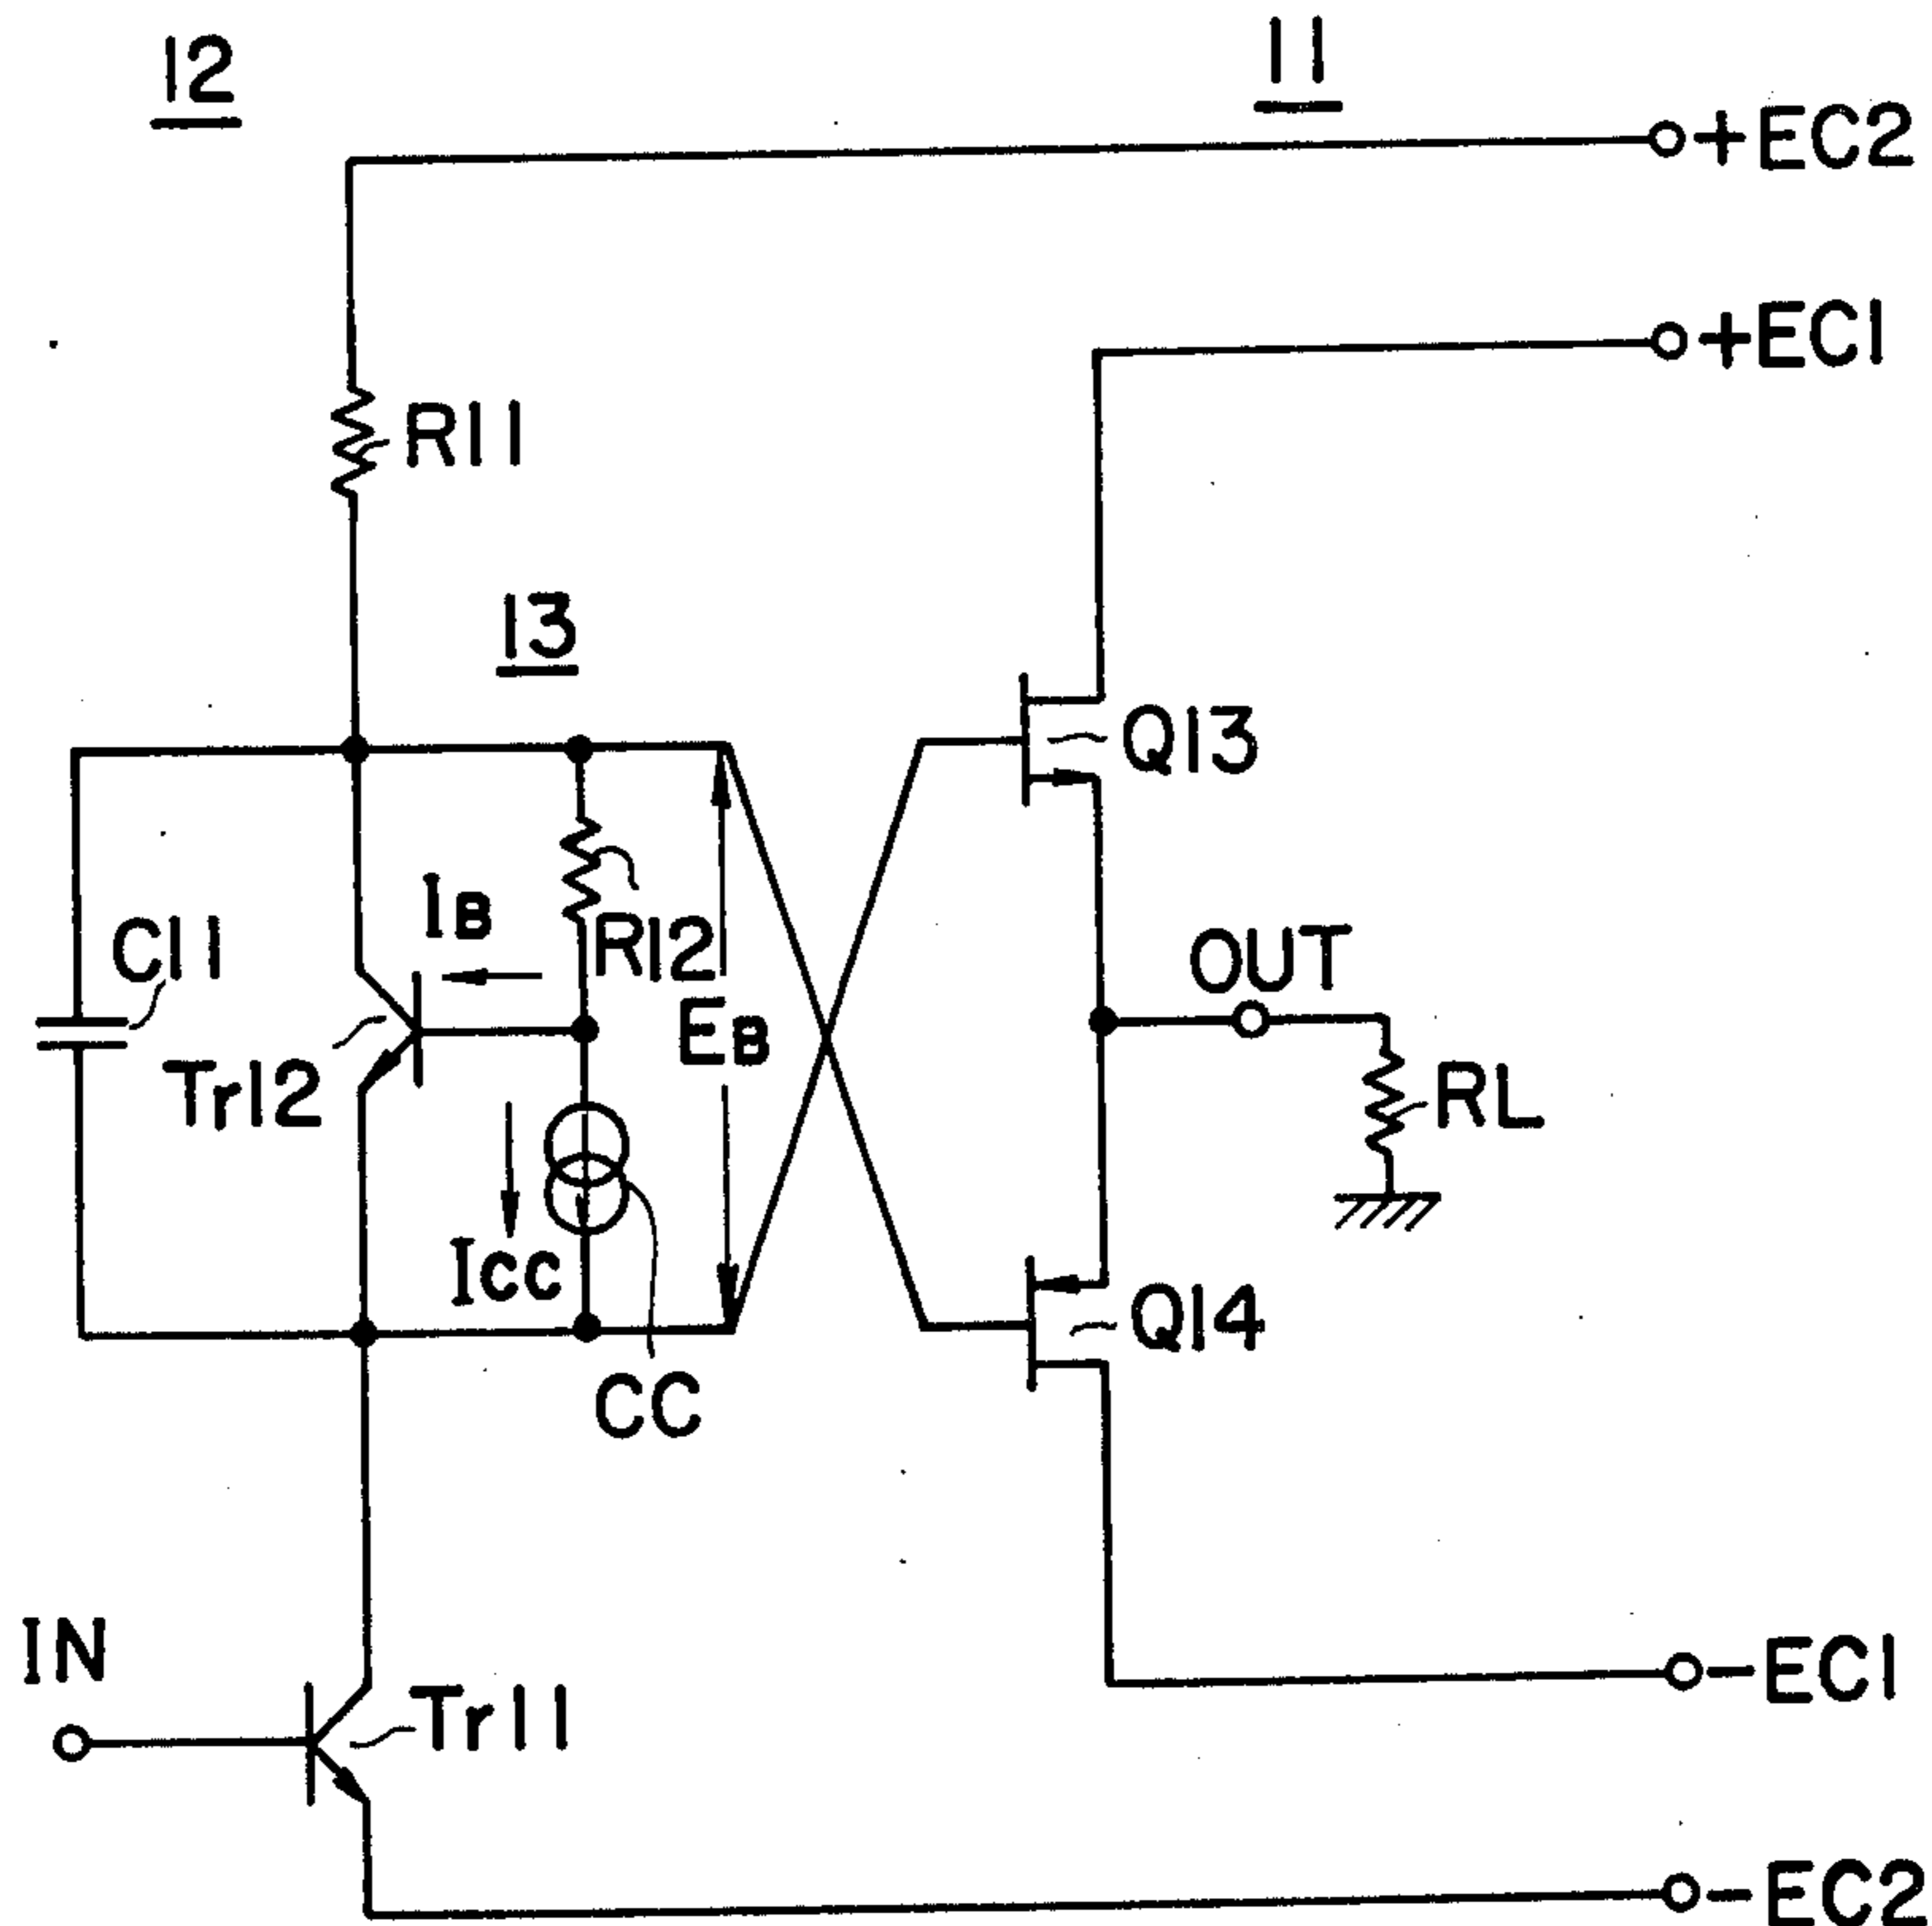 12
11
+EC2
+EC1
R11
13
Q13
IB
R12
C11
OUT
EB
Tr12
RL
Icc
Q14
CC
IN
Tr11
-EC1
-EC2